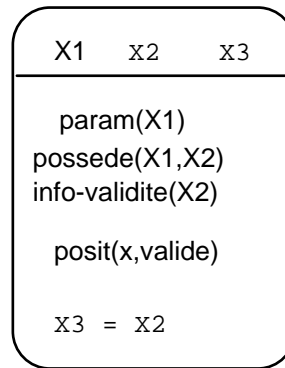 X1 X2 X3
param(X1)
possede(X1,X2)
info-validite(X2)
posit(x,valide)
X3 = X2